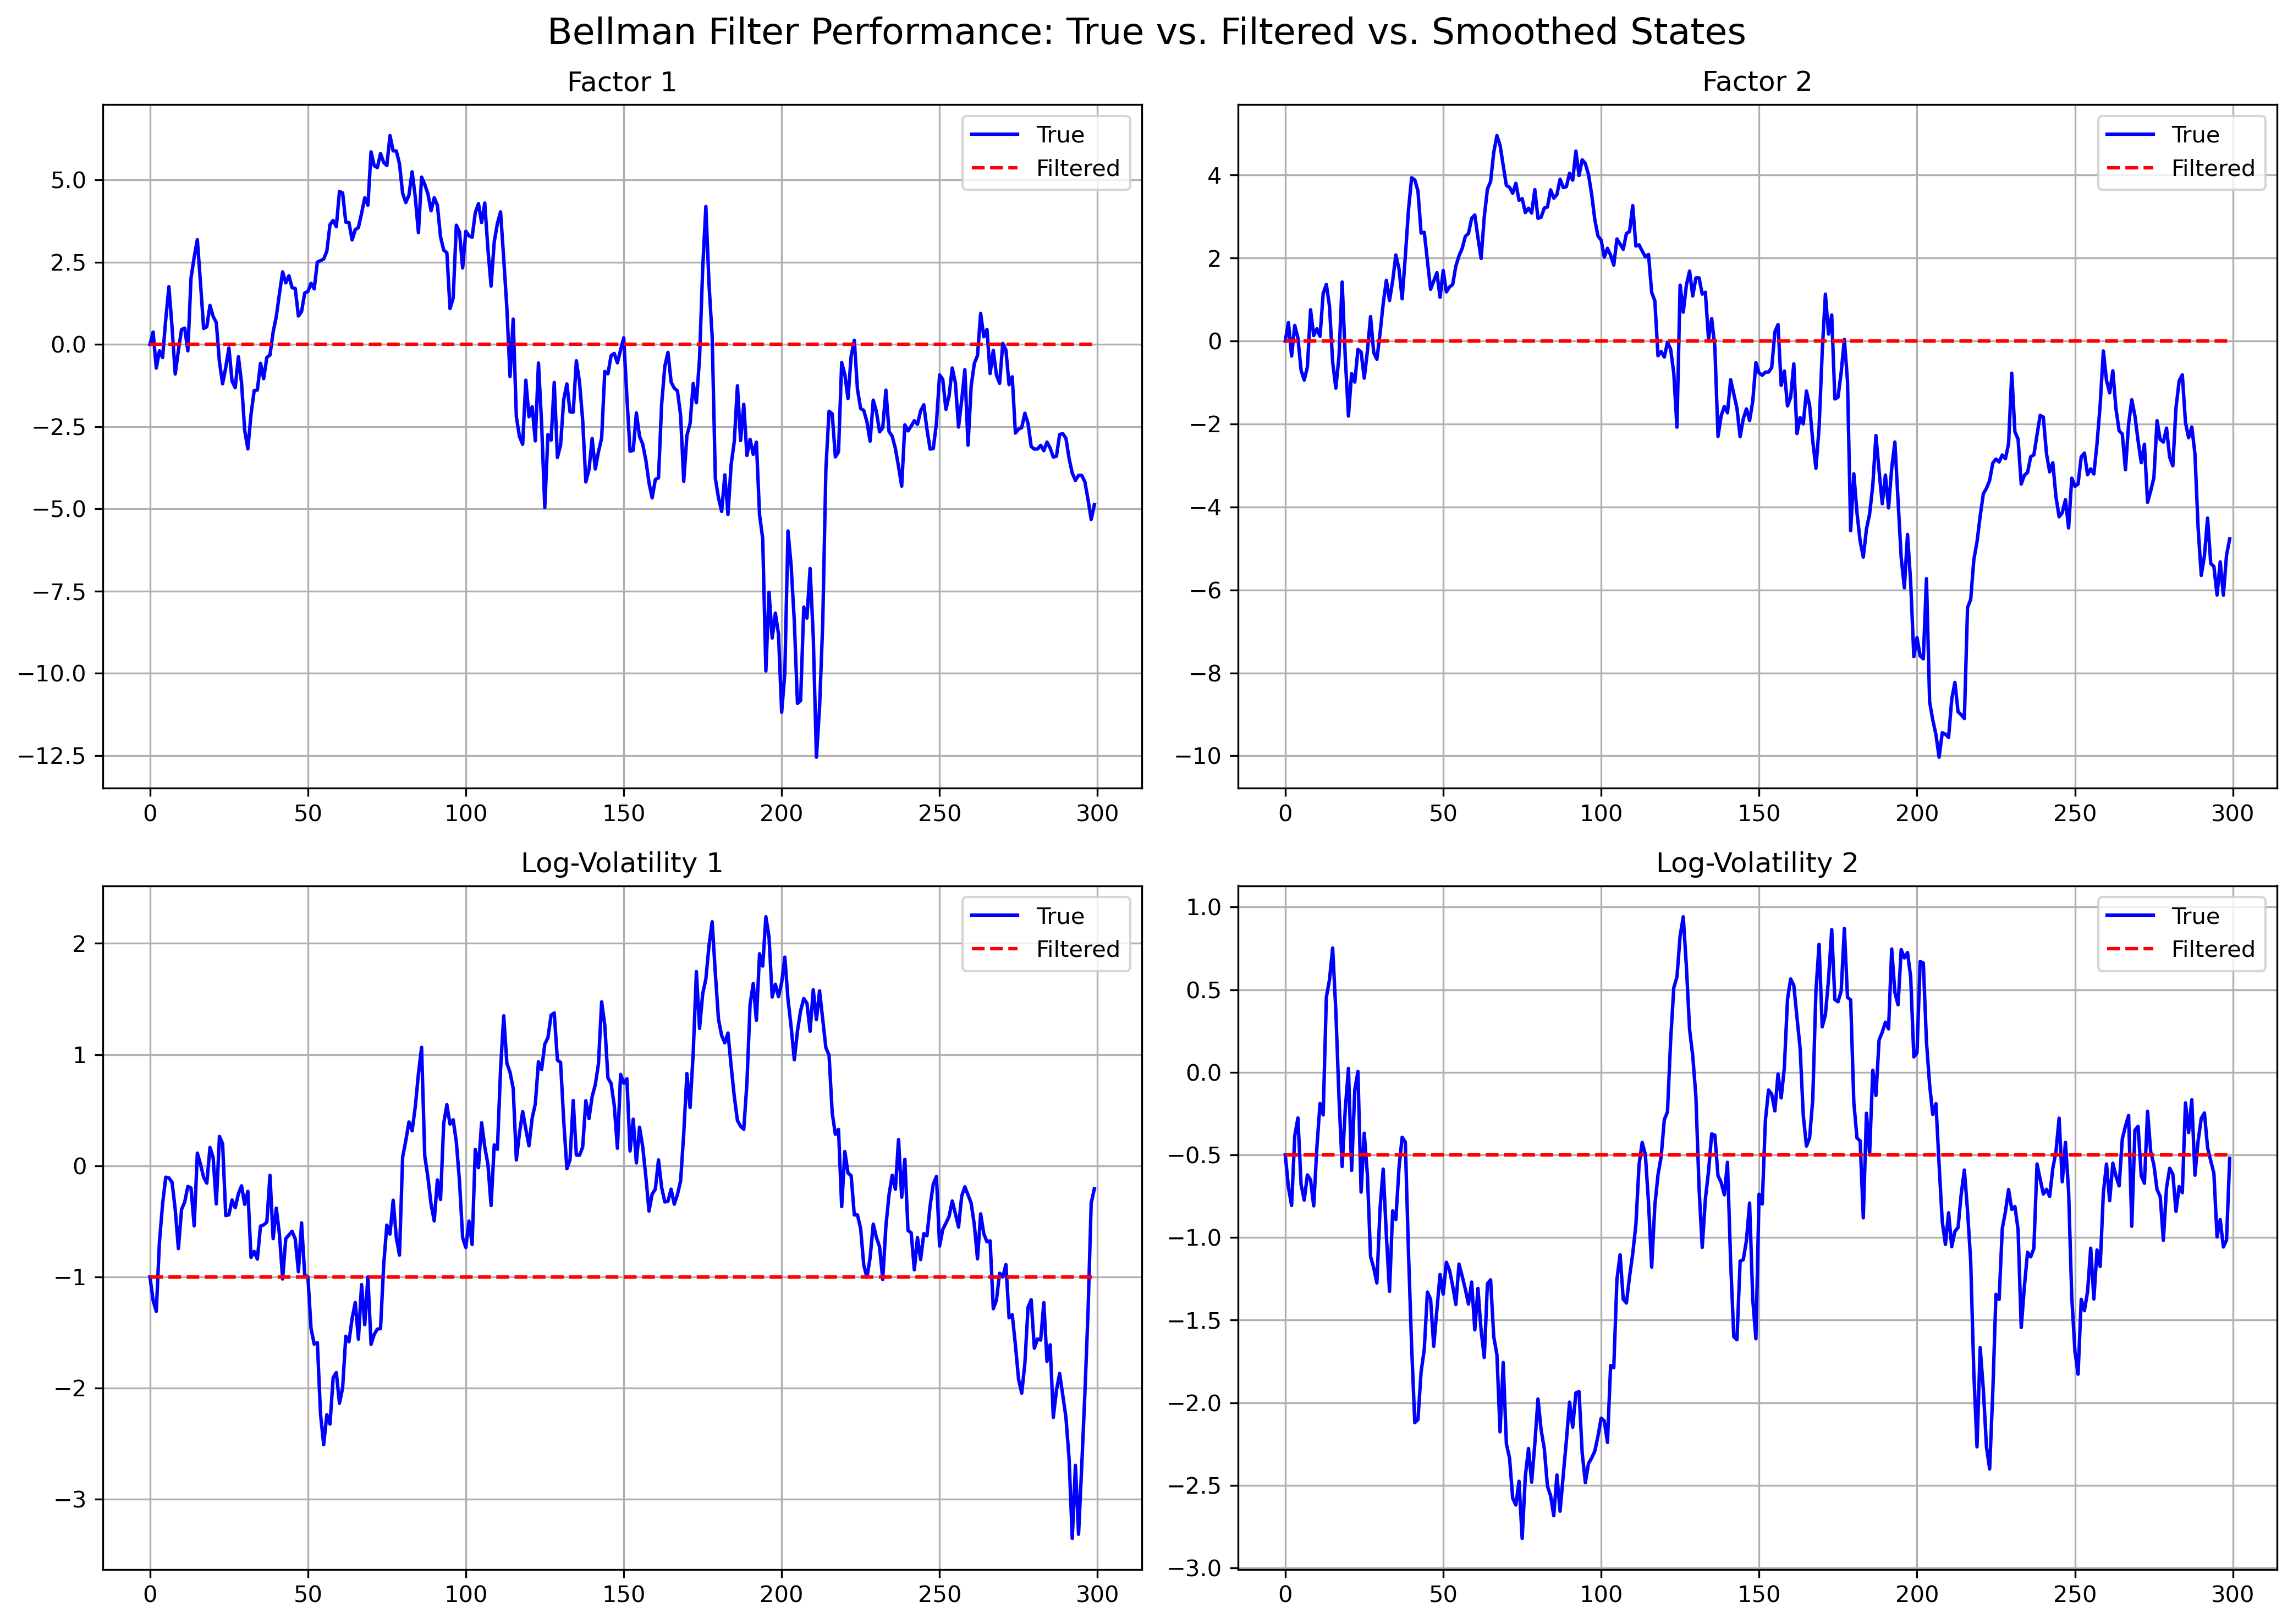 Bellman Filter Performance: True vs. Filtered vs. Smoothed States
Factor 1
True
Filtered
5.0
2.5
0.0
−2.5
−5.0
−7.5
−10.0
−12.5
0 50 100 150 200 250 300
Factor 2
True
Filtered
4
2
0
−2
−4
−6
−8
−10
0 50 100 150 200 250 300
Log-Volatility 1
True
Filtered
2
1
0
−1
−2
−3
0 50 100 150 200 250 300
Log-Volatility 2
True
Filtered
1.0
0.5
0.0
−0.5
−1.0
−1.5
−2.0
−2.5
−3.0
0 50 100 150 200 250 300